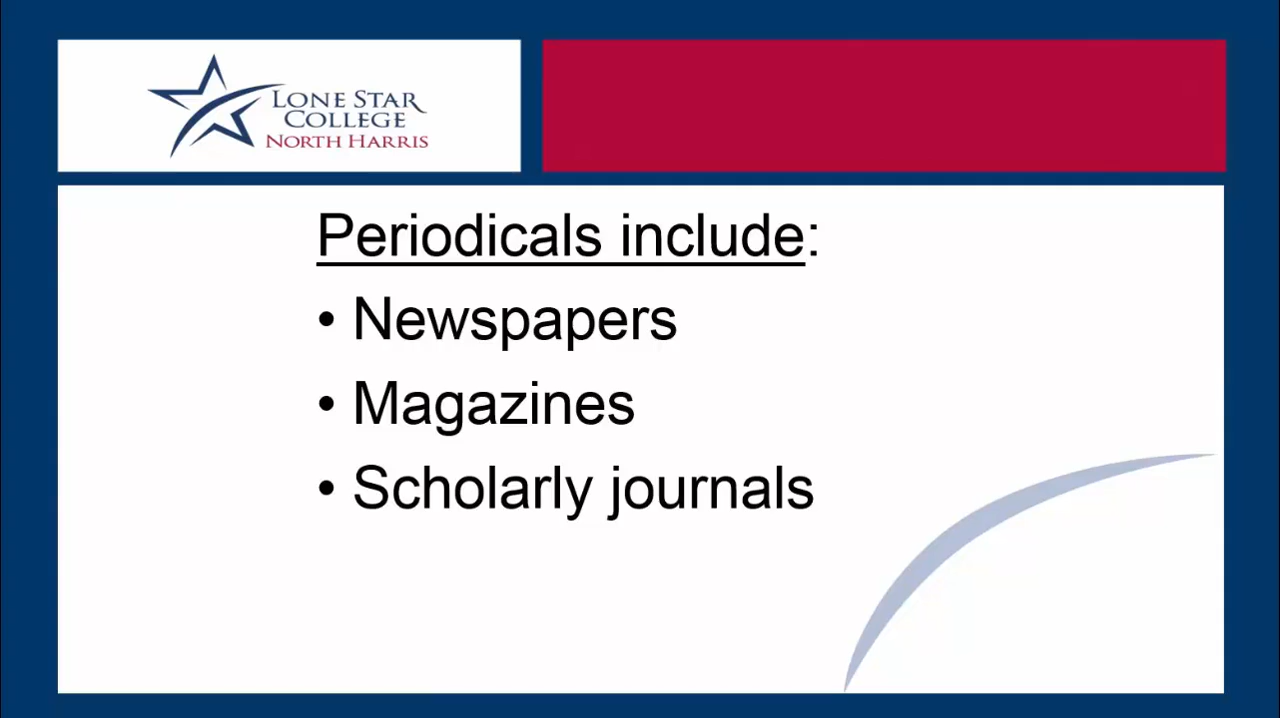 LONE STAR
COLLEGE
NORTH HARRIS
Periodicals include:
• Newspapers
• Magazines
• Scholarly journals